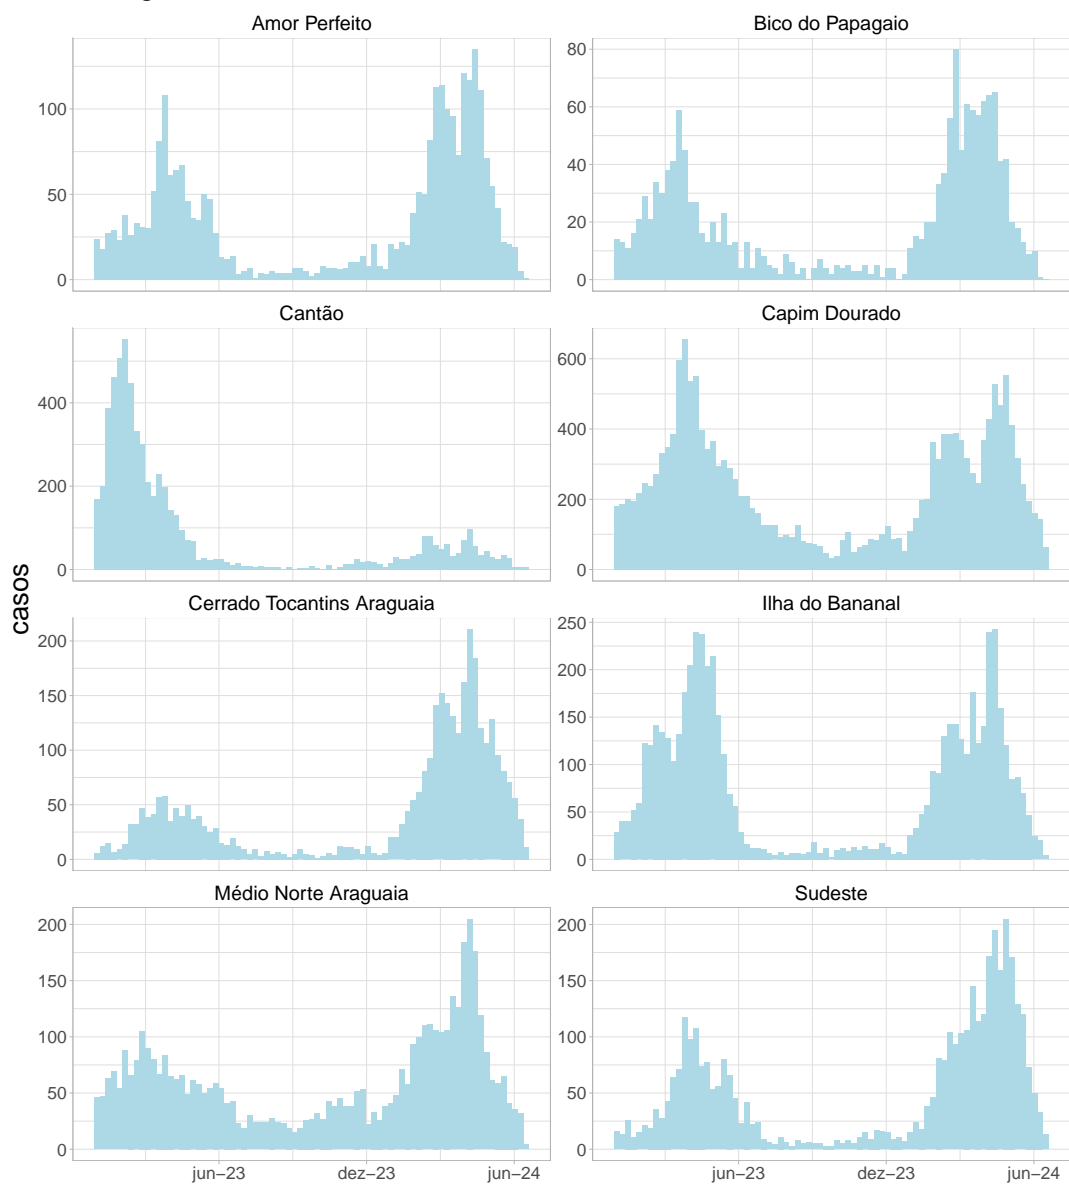 Amor Perfeito
Bico do Papagaio
100
50
0
80
60
40
20
0
Cantão
Capim Dourado
400
200
0
600
400
200
0
casos
Cerrado Tocantins Araguaia
Ilha do Bananal
200
150
100
50
0
250
200
150
100
50
0
Médio Norte Araguaia
Sudeste
200
150
100
50
0
200
150
100
50
0
jun−23
dez−23
jun−24
jun−23
dez−23
jun−24